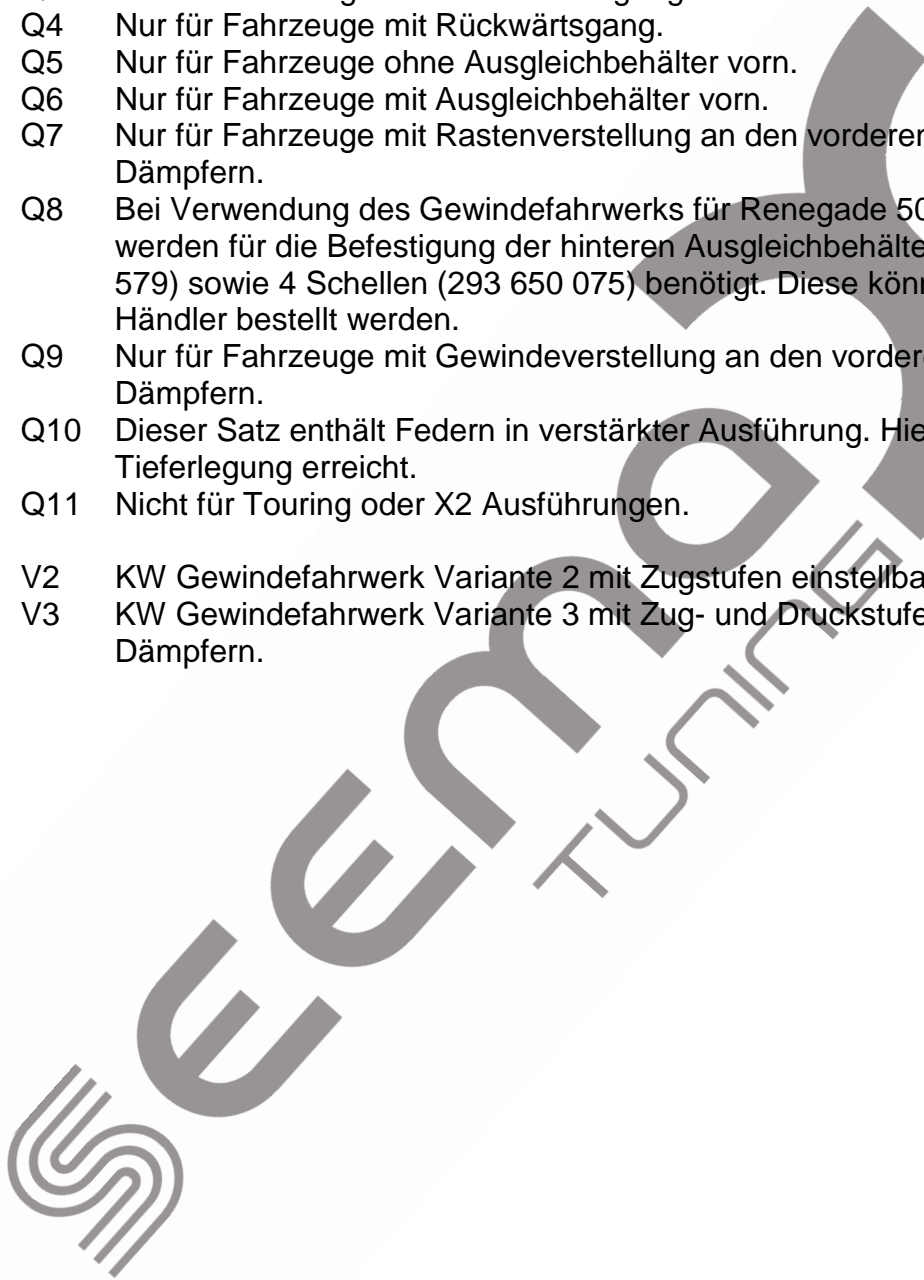 Q4 Nur für Fahrzeuge mit Rückwärtsgang.
Q5 Nur für Fahrzeuge ohne Ausgleichbehälter vorn.
Q6 Nur für Fahrzeuge mit Ausgleichbehälter vorn.
Q7 Nur für Fahrzeuge mit Rastenverstellung an den vorderen
Dämpfern.
Q8 Bei Verwendung des Gewindefahrwerks für Renegade
werden für die Befestigung der hinteren
579) sowie 4 Schellen (293 650 075) benötigt. Diese
Händler bestellt werden.
Q9 Nur für Fahrzeuge mit Gewindeverstellung an den
Dämpfern.
Q10 Dieser Satz enthält Federn in verstärkter Ausführung.
Tieferlegung erreicht.
Q11 Nicht für Touring oder X2 Ausführungen.
V2 KW Gewindefahrwerk Variante 2 mit Zugstufen
V3 KW Gewindefahrwerk Variante 3 mit Zug- und
Dämpfern.
seema
TUNING